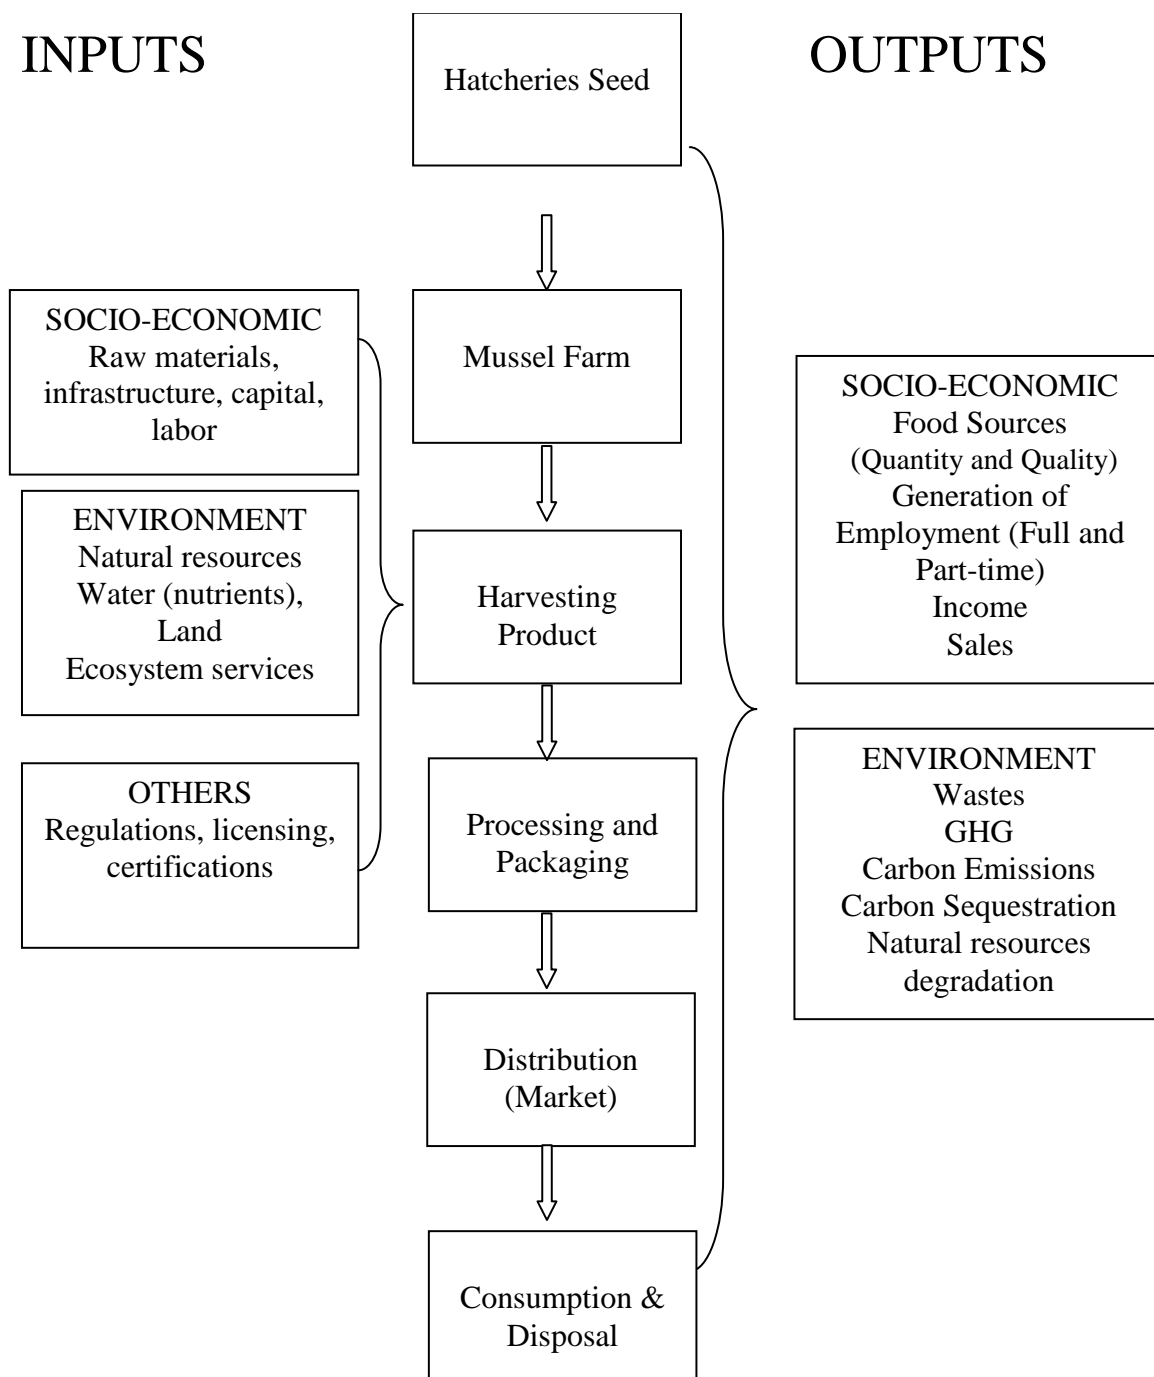 INPUTS
OUTPUTS
Hatcheries Seed
Mussel Farm
Harvesting
Product
Processing and
Packaging
Distribution
(Market)
Consumption &
Disposal
SOCIO-ECONOMIC
Raw materials,
infrastructure, capital,
labor
ENVIRONMENT
Natural resources
Water (nutrients),
Land
Ecosystem services
OTHERS
Regulations, licensing,
certifications
SOCIO-ECONOMIC
Food Sources
(Quantity and Quality)
Generation of
Employment (Full and
Part-time)
Income
Sales
ENVIRONMENT
Wastes
GHG
Carbon Emissions
Carbon Sequestration
Natural resources
degradation